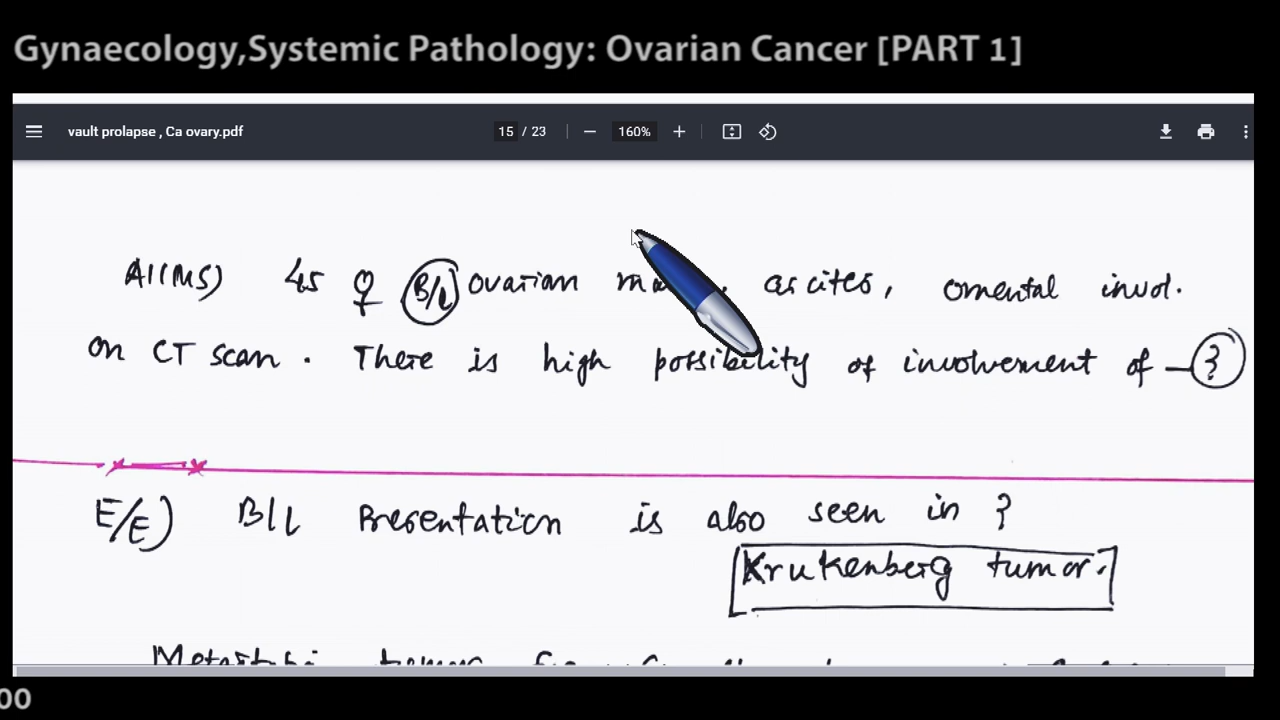 Gynaecology,Systemic Pathology: Ovarian Cancer [PART 1]
vault prolapse , Ca ovary.pdf 15 / 23 160%
AIIMS) 45 ♀ B/L ovarian ascites, omental invol.
on CT scan. There is high possibility of involvement of — ?
E/E) B/L Presentation is also seen in ?
Krukenberg tumor.
00